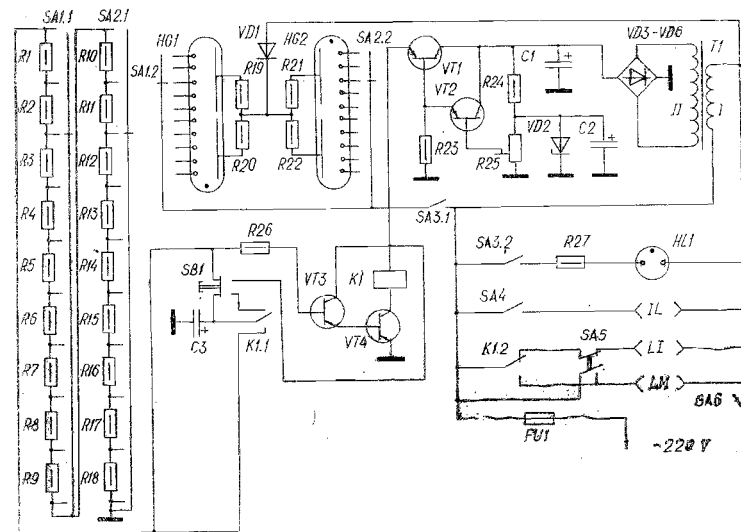 SA1.1
SA2.1
R1
R2
R3
R4
R5
R6
R7
R8
R9
R10
R11
R12
R13
R14
R15
R16
R17
R18
SA1.2
HG1
VD1
R19
R20
HG2
R21
R22
SA2.2
VT1
VT2
R23
R24
R25
C1
VD2
C2
VD3-VD6
T1
II
I
SA3.1
R26
SB1
C3
K1.1
VT3
VT4
K1
SA3.2
R27
HL1
SA4
IL
K1.2
SA5
LI
LM
SA6
FU1
~220 V